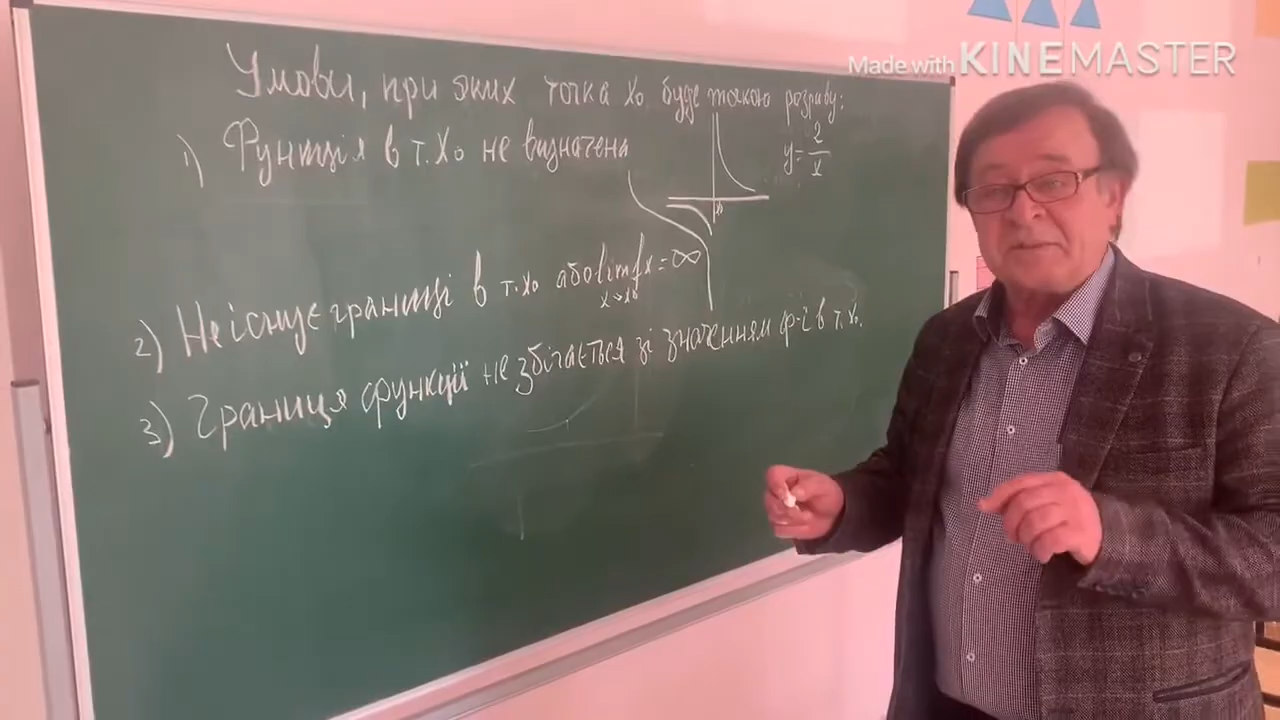 Made with KINEMASTER
Умови, при яких точка x₀ буде точкою розриву:
1) Функція в т. x₀ не визначена
y = 2/x
x₀
2) Не існує границі в т. x₀ або lim f x = ∞
x→x₀
3) Границя функції не збігається зі значенням ф-ї в т. x₀.